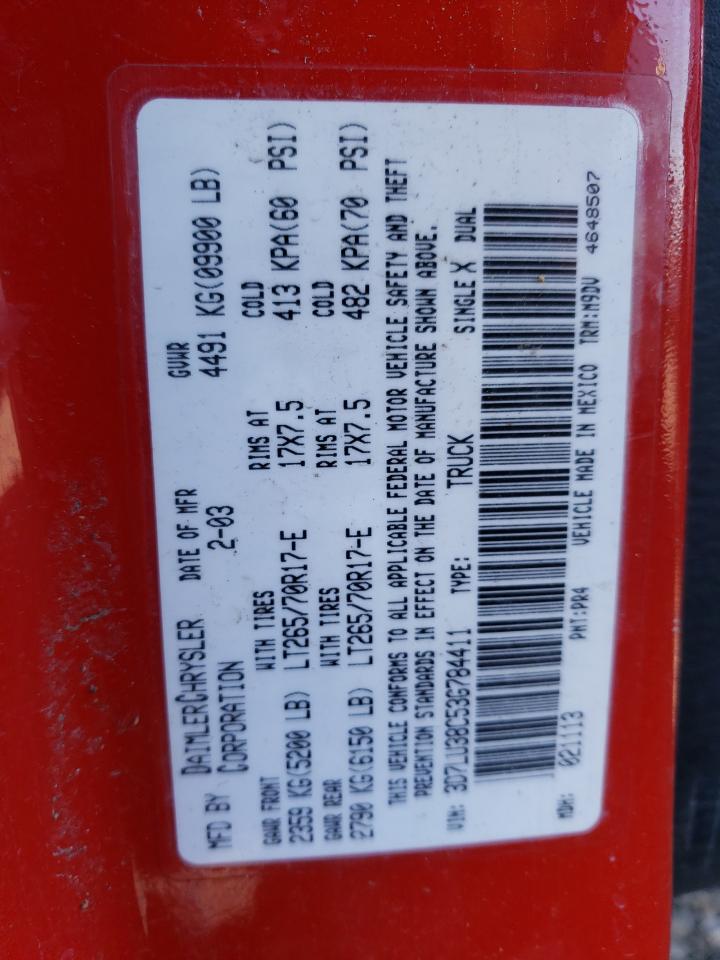 MFD BY DAIMLERCHRYSLER CORPORATION DATE OF MFR 2-03 GVWR 4491 KG(09900 LB)
GAWR FRONT WITH TIRES RIMS AT COLD
2359 KG(5200 LB) LT265/70R17-E 17X7.5 413 KPA(60 PSI)
GAWR REAR WITH TIRES RIMS AT COLD
2790 KG(6150 LB) LT265/70R17-E 17X7.5 482 KPA(70 PSI)
THIS VEHICLE CONFORMS TO ALL APPLICABLE FEDERAL MOTOR VEHICLE SAFETY AND THEFT
PREVENTION STANDARDS IN EFFECT ON THE DATE OF MANUFACTURE SHOWN ABOVE.
VIN: 3D7LU38C53G784411 TYPE: TRUCK SINGLE X DUAL
MDH: 021113 PNT:PR4 VEHICLE MADE IN MEXICO TRM:M9DV 4648507